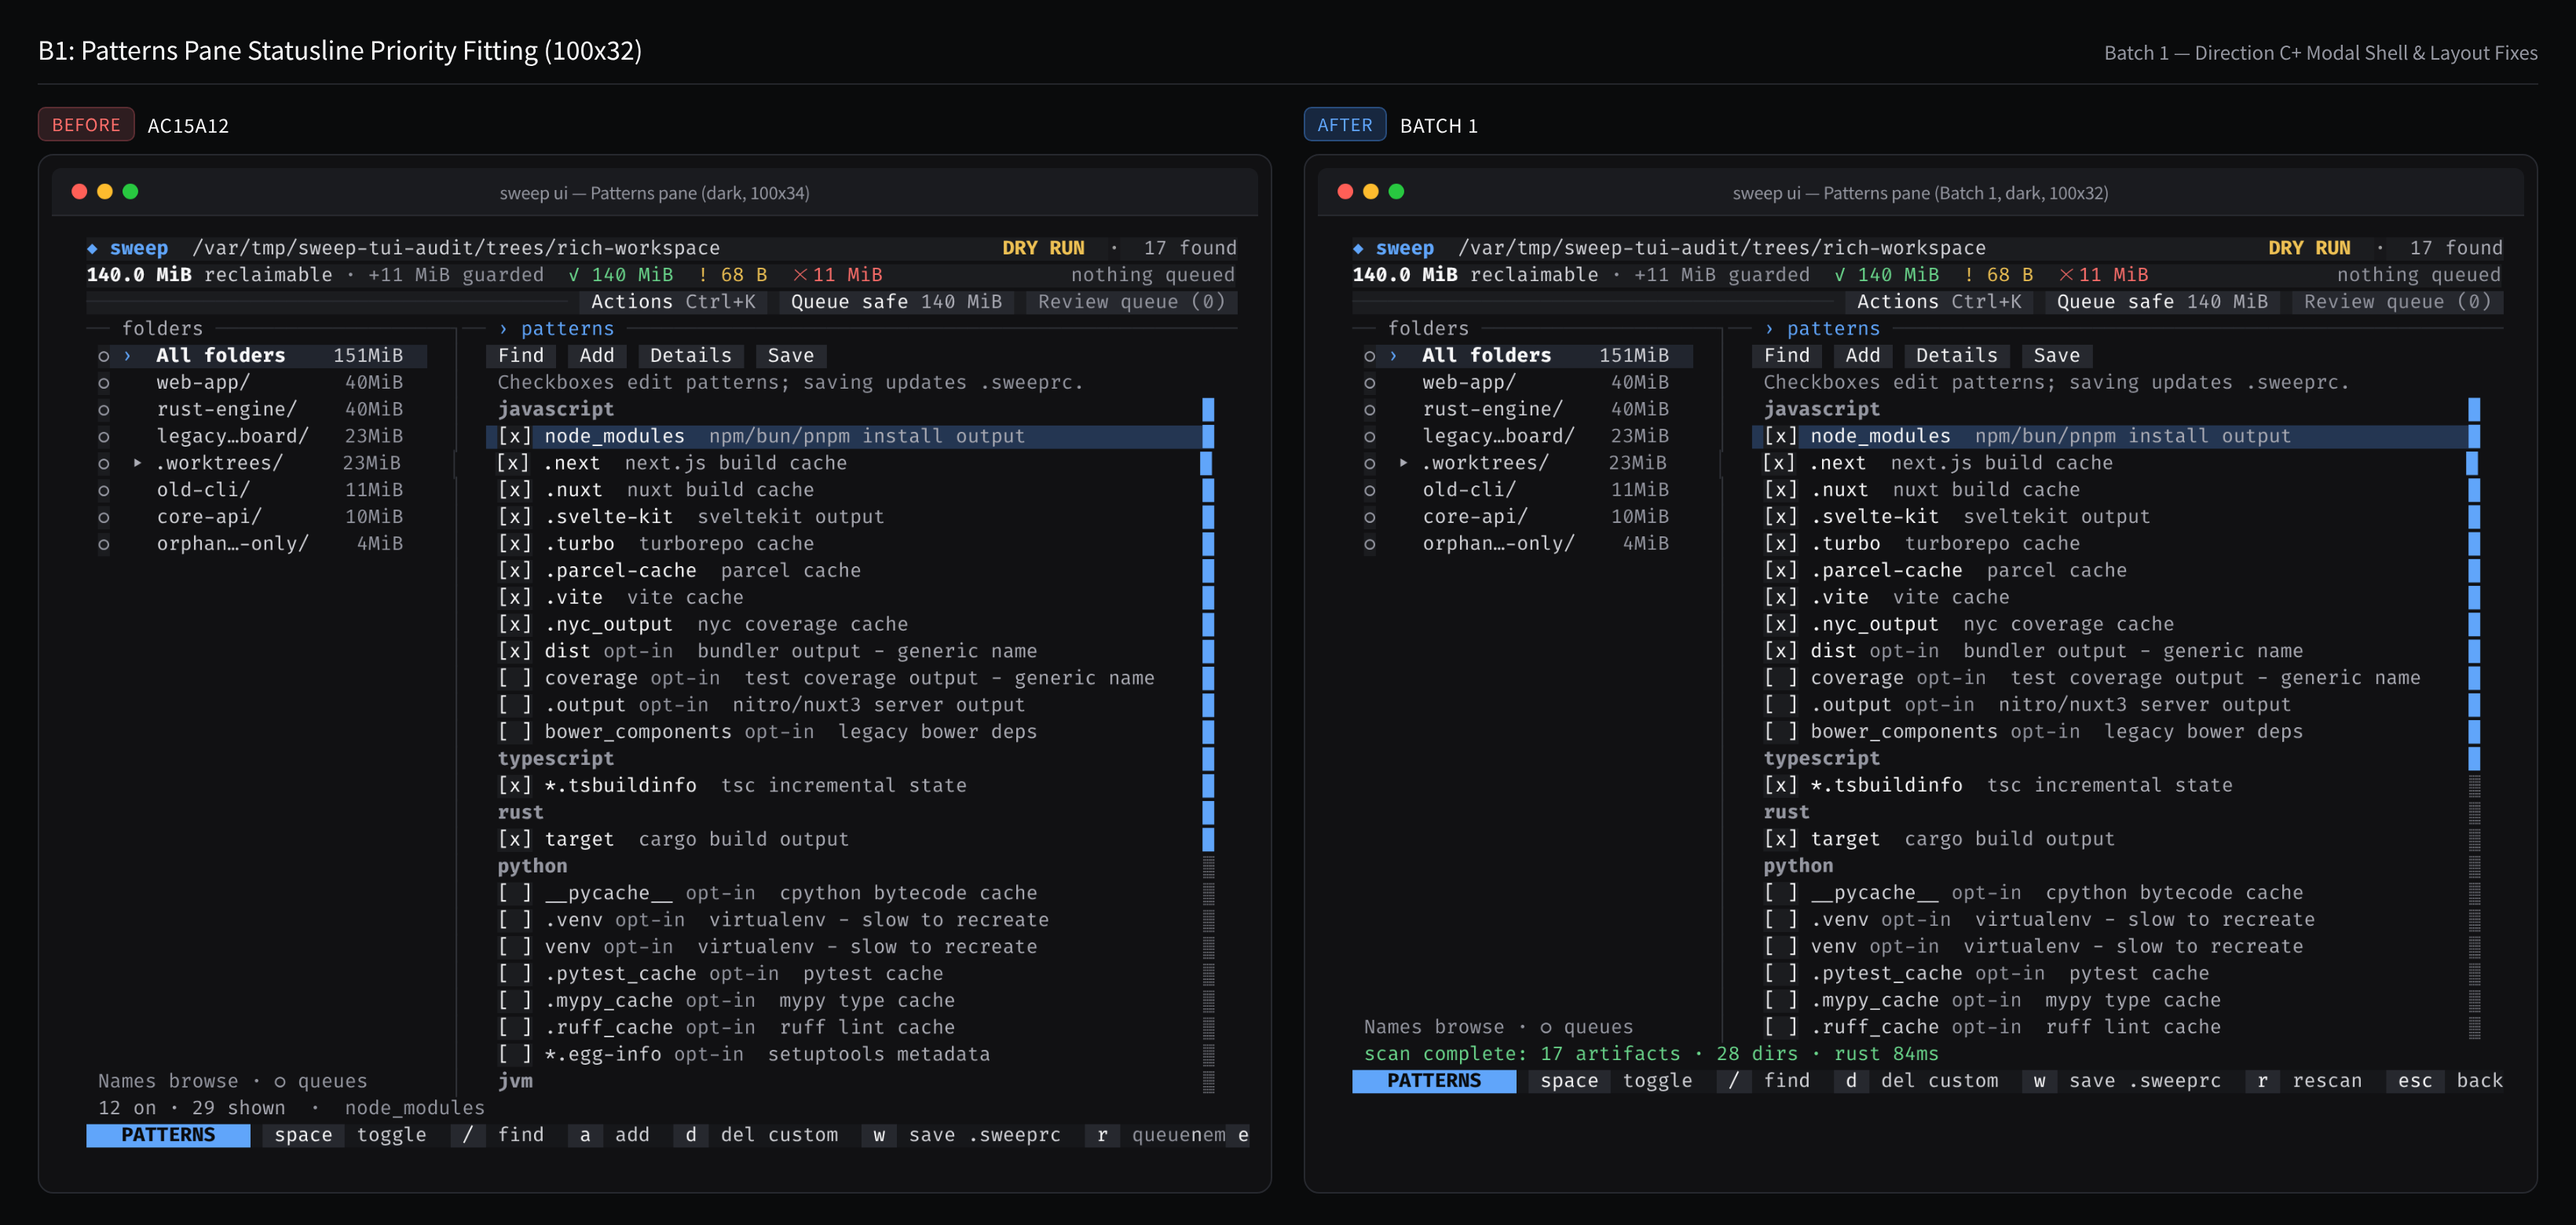 B1: Patterns Pane Statusline Priority Fitting (100x32)
Batch 1 — Direction C+ Modal Shell & Layout Fixes
BEFORE AC15A12
sweep ui — Patterns pane (dark, 100x34)
◆ sweep /var/tmp/sweep-tui-audit/trees/rich-workspace DRY RUN · 17 found
140.0 MiB reclaimable · +11 MiB guarded √ 140 MiB ! 68 B ×11 MiB nothing queued
Actions Ctrl+K Queue safe 140 MiB Review queue (0)
folders
○ › All folders 151MiB
○ web-app/ 40MiB
○ rust-engine/ 40MiB
○ legacy…board/ 23MiB
○ ▸ .worktrees/ 23MiB
○ old-cli/ 11MiB
○ core-api/ 10MiB
○ orphan…-only/ 4MiB
Names browse · ○ queues
› patterns
Find Add Details Save
Checkboxes edit patterns; saving updates .sweeprc.
javascript
[x] node_modules npm/bun/pnpm install output
[x] .next next.js build cache
[x] .nuxt nuxt build cache
[x] .svelte-kit sveltekit output
[x] .turbo turborepo cache
[x] .parcel-cache parcel cache
[x] .vite vite cache
[x] .nyc_output nyc coverage cache
[x] dist opt-in bundler output - generic name
[ ] coverage opt-in test coverage output - generic name
[ ] .output opt-in nitro/nuxt3 server output
[ ] bower_components opt-in legacy bower deps
typescript
[x] *.tsbuildinfo tsc incremental state
rust
[x] target cargo build output
python
[ ] __pycache__ opt-in cpython bytecode cache
[ ] .venv opt-in virtualenv - slow to recreate
[ ] venv opt-in virtualenv - slow to recreate
[ ] .pytest_cache opt-in pytest cache
[ ] .mypy_cache opt-in mypy type cache
[ ] .ruff_cache opt-in ruff lint cache
[ ] *.egg-info opt-in setuptools metadata
jvm
12 on · 29 shown · node_modules
PATTERNS space toggle / find a add d del custom w save .sweeprc r queuenem e
AFTER BATCH 1
sweep ui — Patterns pane (Batch 1, dark, 100x32)
◆ sweep /var/tmp/sweep-tui-audit/trees/rich-workspace DRY RUN · 17 found
140.0 MiB reclaimable · +11 MiB guarded √ 140 MiB ! 68 B ×11 MiB nothing queued
Actions Ctrl+K Queue safe 140 MiB Review queue (0)
folders
○ › All folders 151MiB
○ web-app/ 40MiB
○ rust-engine/ 40MiB
○ legacy…board/ 23MiB
○ ▸ .worktrees/ 23MiB
○ old-cli/ 11MiB
○ core-api/ 10MiB
○ orphan…-only/ 4MiB
Names browse · ○ queues
› patterns
Find Add Details Save
Checkboxes edit patterns; saving updates .sweeprc.
javascript
[x] node_modules npm/bun/pnpm install output
[x] .next next.js build cache
[x] .nuxt nuxt build cache
[x] .svelte-kit sveltekit output
[x] .turbo turborepo cache
[x] .parcel-cache parcel cache
[x] .vite vite cache
[x] .nyc_output nyc coverage cache
[x] dist opt-in bundler output - generic name
[ ] coverage opt-in test coverage output - generic name
[ ] .output opt-in nitro/nuxt3 server output
[ ] bower_components opt-in legacy bower deps
typescript
[x] *.tsbuildinfo tsc incremental state
rust
[x] target cargo build output
python
[ ] __pycache__ opt-in cpython bytecode cache
[ ] .venv opt-in virtualenv - slow to recreate
[ ] venv opt-in virtualenv - slow to recreate
[ ] .pytest_cache opt-in pytest cache
[ ] .mypy_cache opt-in mypy type cache
[ ] .ruff_cache opt-in ruff lint cache
scan complete: 17 artifacts · 28 dirs · rust 84ms
PATTERNS space toggle / find d del custom w save .sweeprc r rescan esc back